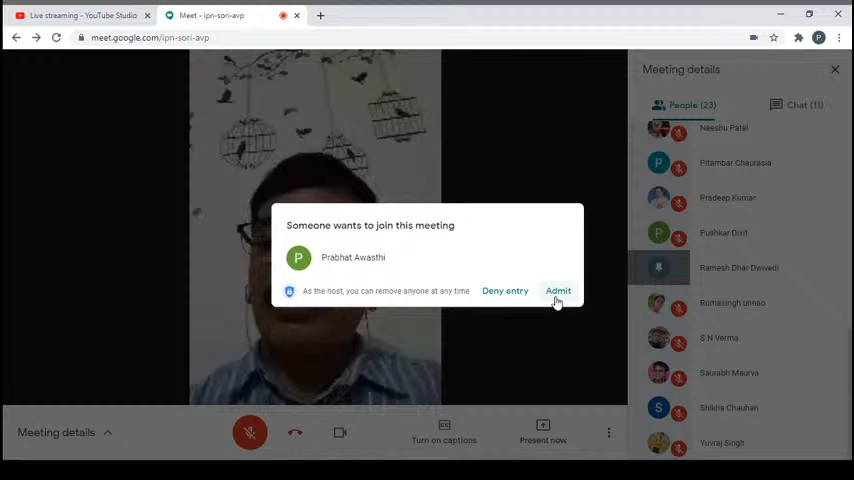 Live streaming - YouTube Studio
Meet - ipn-sori-avp
meet.google.com/ipn-sori-avp
P
Meeting details
People (23)
Chat (11)
Neeshu Patel
P
Pitambar Chaurasia
Pradeep Kumar
P
Pushkar Dixit
Ramesh Dhar Dwivedi
Rumasingh unnao
S.N Verma
Saurabh Maurya
S
Shikha Chauhan
Yuvraj Singh
Someone wants to join this meeting
P
Prabhat Awasthi
As the host, you can remove anyone at any time
Deny entry
Admit
Meeting details
CC
Turn on captions
Present now